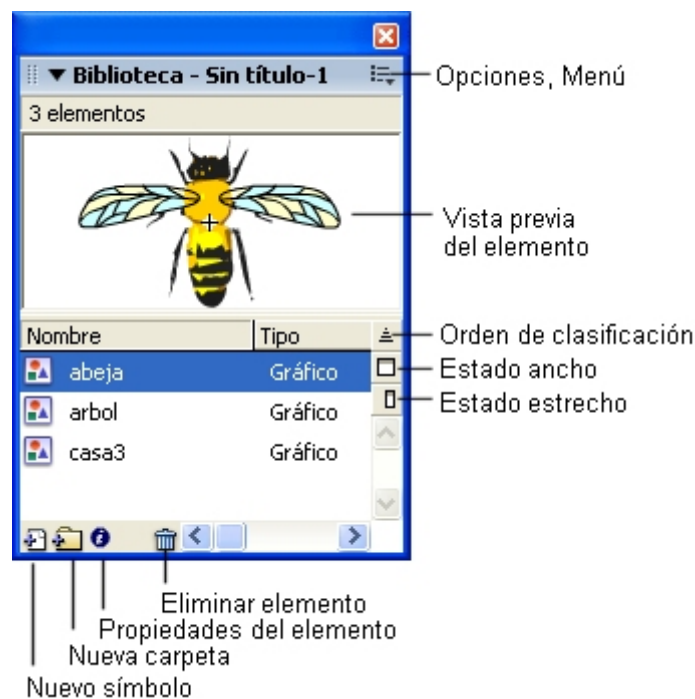 Biblioteca - Sin título-1
Opciones, Menú
3 elementos
Vista previa
del elemento
Nombre Tipo
Orden de clasificación
abeja Gráfico
Estado ancho
Estado estrecho
arbol Gráfico
casa3 Gráfico
Eliminar elemento
Propiedades del elemento
Nueva carpeta
Nuevo símbolo